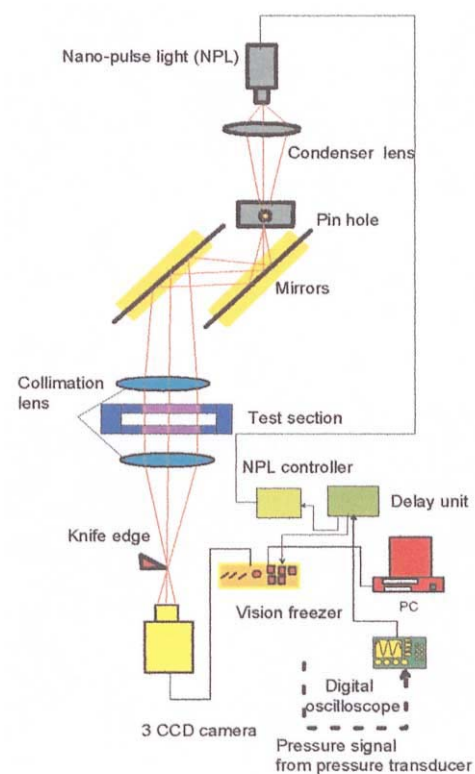 Nano-pulse light (NPL)
Condenser lens
Pin hole
Mirrors
Collimation
lens
Test section
NPL controller
Delay unit
Knife edge
Vision freezer
PC
Digital
oscilloscope
3 CCD camera
Pressure signal
from pressure transducer